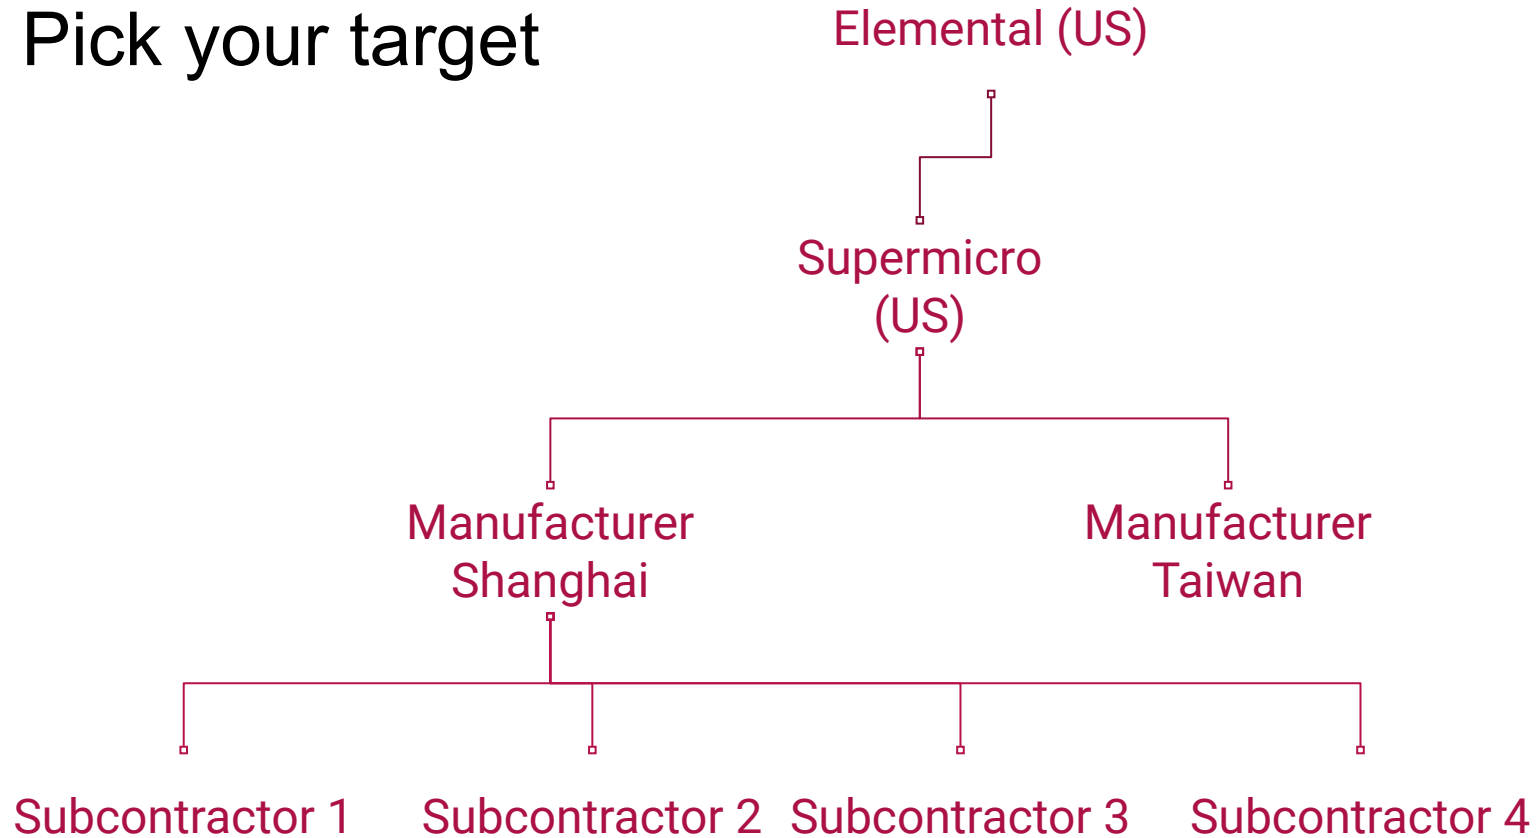 Pick your target
Elemental (US)
Supermicro
(US)
Manufacturer
Shanghai
Manufacturer
Taiwan
Subcontractor 1
Subcontractor 2
Subcontractor 3
Subcontractor 4